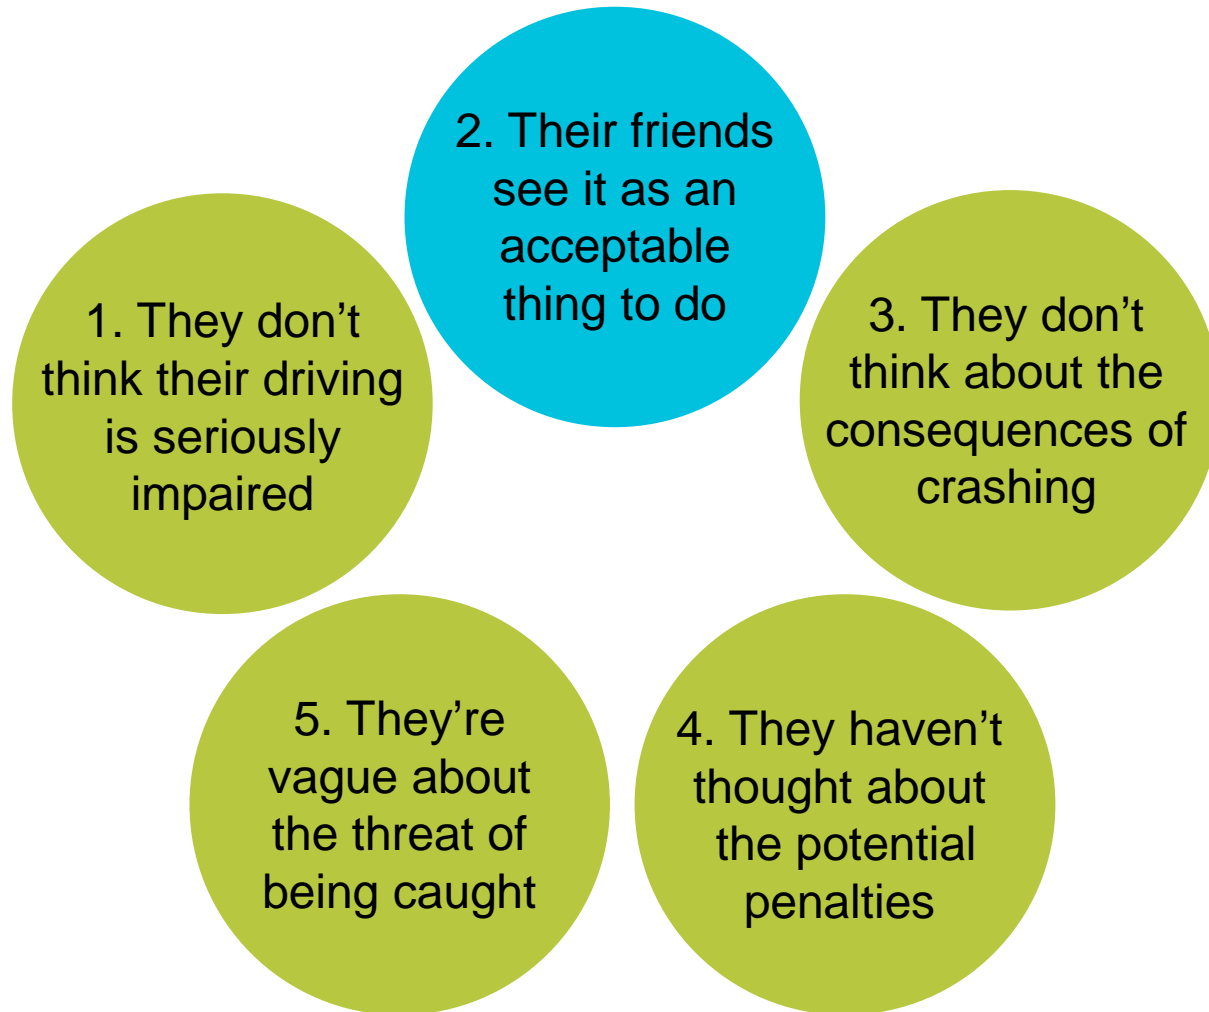 1. They don’t
think their driving
is seriously
impaired
2. Their friends
see it as an
acceptable
thing to do
3. They don’t
think about the
consequences of
crashing
4. They haven’t
thought about
the potential
penalties
5. They’re
vague about
the threat of
being caught